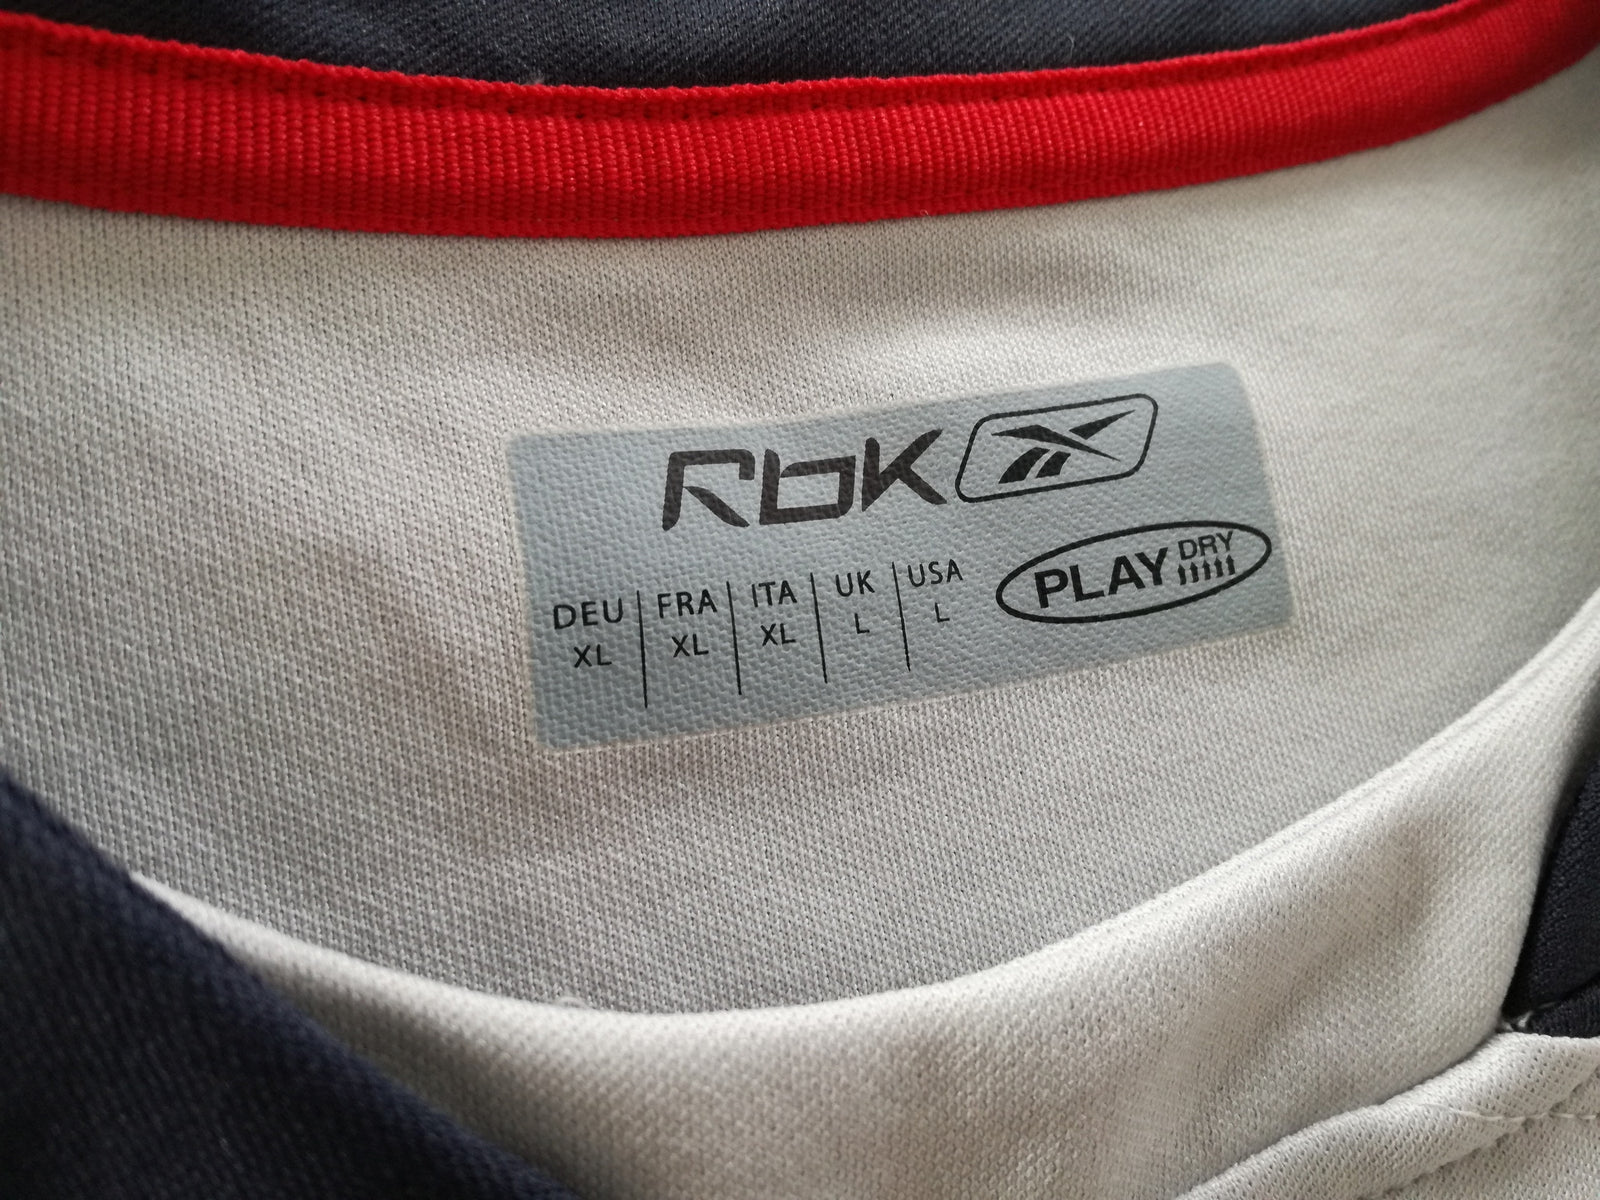 Rbk
DEU FRA ITA UK USA
XL XL XL L L
PLAY DRY